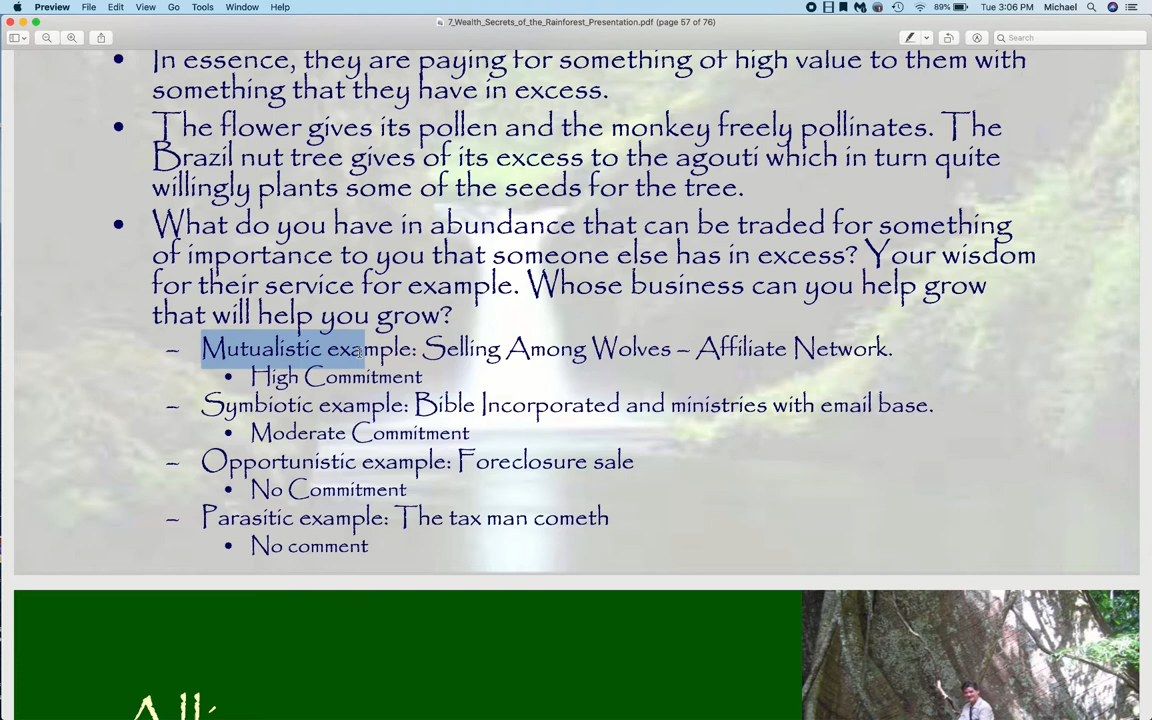 Preview File Edit View Go Tools Window Help 89% Tue 3:06 PM Michael
7_Wealth_Secrets_of_the_Rainforest_Presentation.pdf (page 57 of 76)
Search
• In essence, they are paying for something of high value to them with
something that they have in excess.
• The flower gives its pollen and the monkey freely pollinates. The
Brazil nut tree gives of its excess to the agouti which in turn quite
willingly plants some of the seeds for the tree.
• What do you have in abundance that can be traded for something
of importance to you that someone else has in excess? Your wisdom
for their service for example. Whose business can you help grow
that will help you grow?
– Mutualistic example: Selling Among Wolves – Affiliate Network.
• High Commitment
– Symbiotic example: Bible Incorporated and ministries with email base.
• Moderate Commitment
– Opportunistic example: Foreclosure sale
• No Commitment
– Parasitic example: The tax man cometh
• No comment